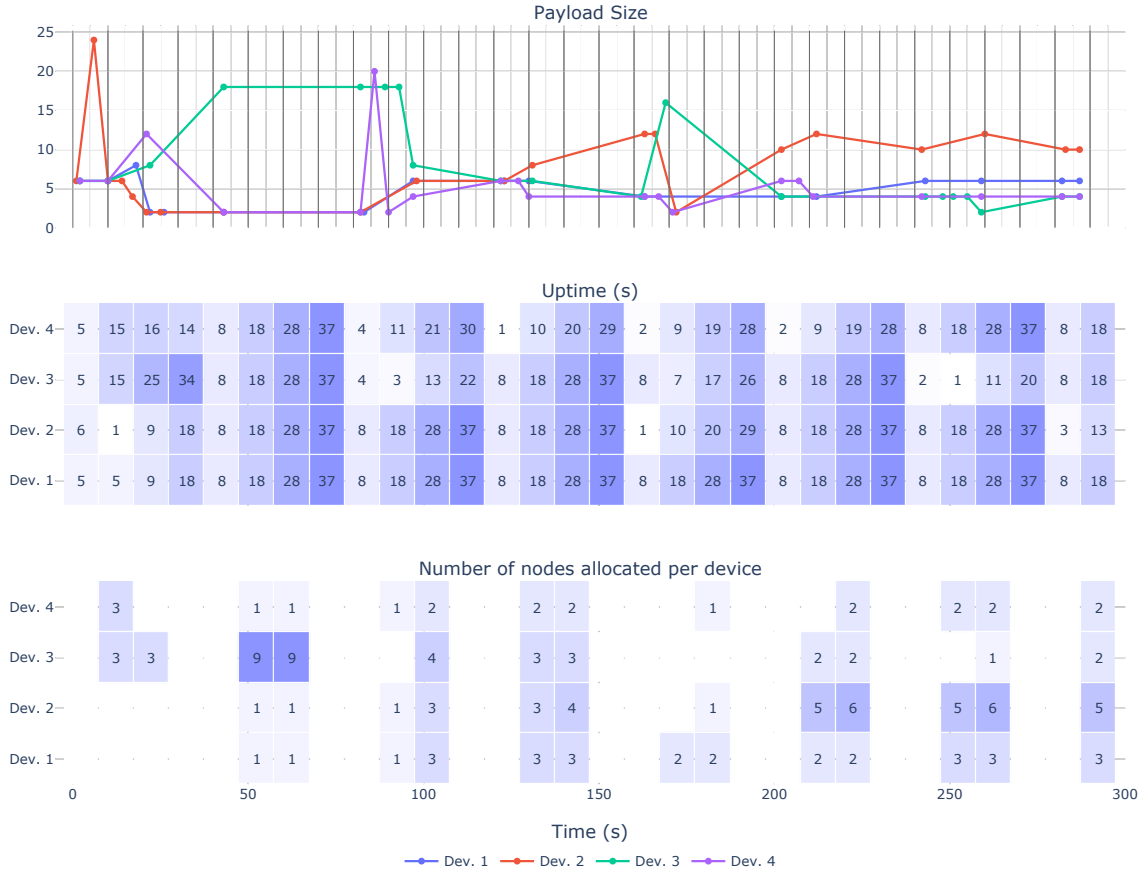 Payload Size
25
20
15
10
5
0
Uptime (s)
Dev. 4 5 15 16 14 8 18 28 37 4 11 21 30 1 10 20 29 2 9 19 28 2 9 19 28 8 18 28 37 8 18
Dev. 3 5 15 25 34 8 18 28 37 4 3 13 22 8 18 28 37 8 7 17 26 8 18 28 37 2 1 11 20 8 18
Dev. 2 6 1 9 18 8 18 28 37 8 18 28 37 8 18 28 37 1 10 20 29 8 18 28 37 8 18 28 37 3 13
Dev. 1 5 5 9 18 8 18 28 37 8 18 28 37 8 18 28 37 8 18 28 37 8 18 28 37 8 18 28 37 8 18
Number of nodes allocated per device
Dev. 4 3 1 1 1 2 2 2 1 2 2 2 2
Dev. 3 3 3 9 9 4 3 3 2 2 1 2
Dev. 2 1 1 1 3 3 4 1 5 6 5 6 5
Dev. 1 1 1 1 3 3 3 2 2 2 2 3 3 3
0 50 100 150 200 250 300
Time (s)
Dev. 1 Dev. 2 Dev. 3 Dev. 4